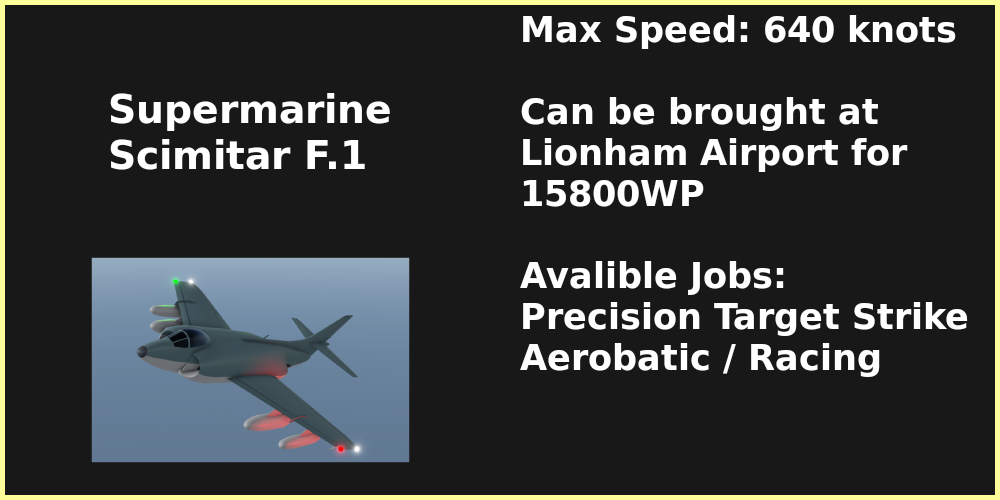 Supermarine
Scimitar F.1
Max Speed: 640 knots
Can be brought at
Lionham Airport for
15800WP
Avalible Jobs:
Precision Target Strike
Aerobatic / Racing